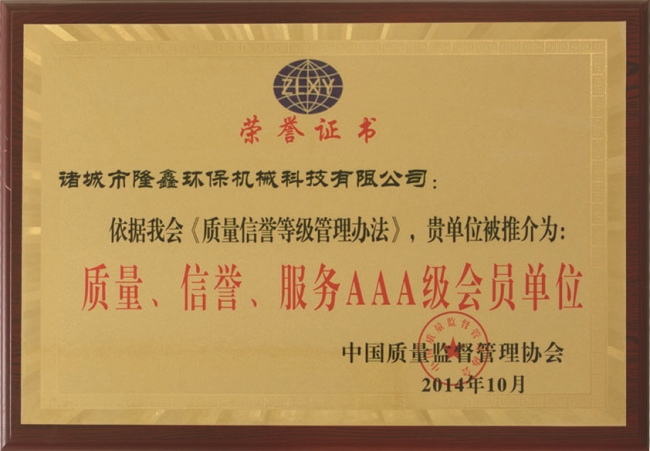 ZLXY
荣誉证书
诸城市隆鑫环保机械科技有限公司：
依据我会《质量信誉等级管理办法》，贵单位被推介为：
质量、信誉、服务AAA级会员单位
中国质量监督管理协会
2014年10月